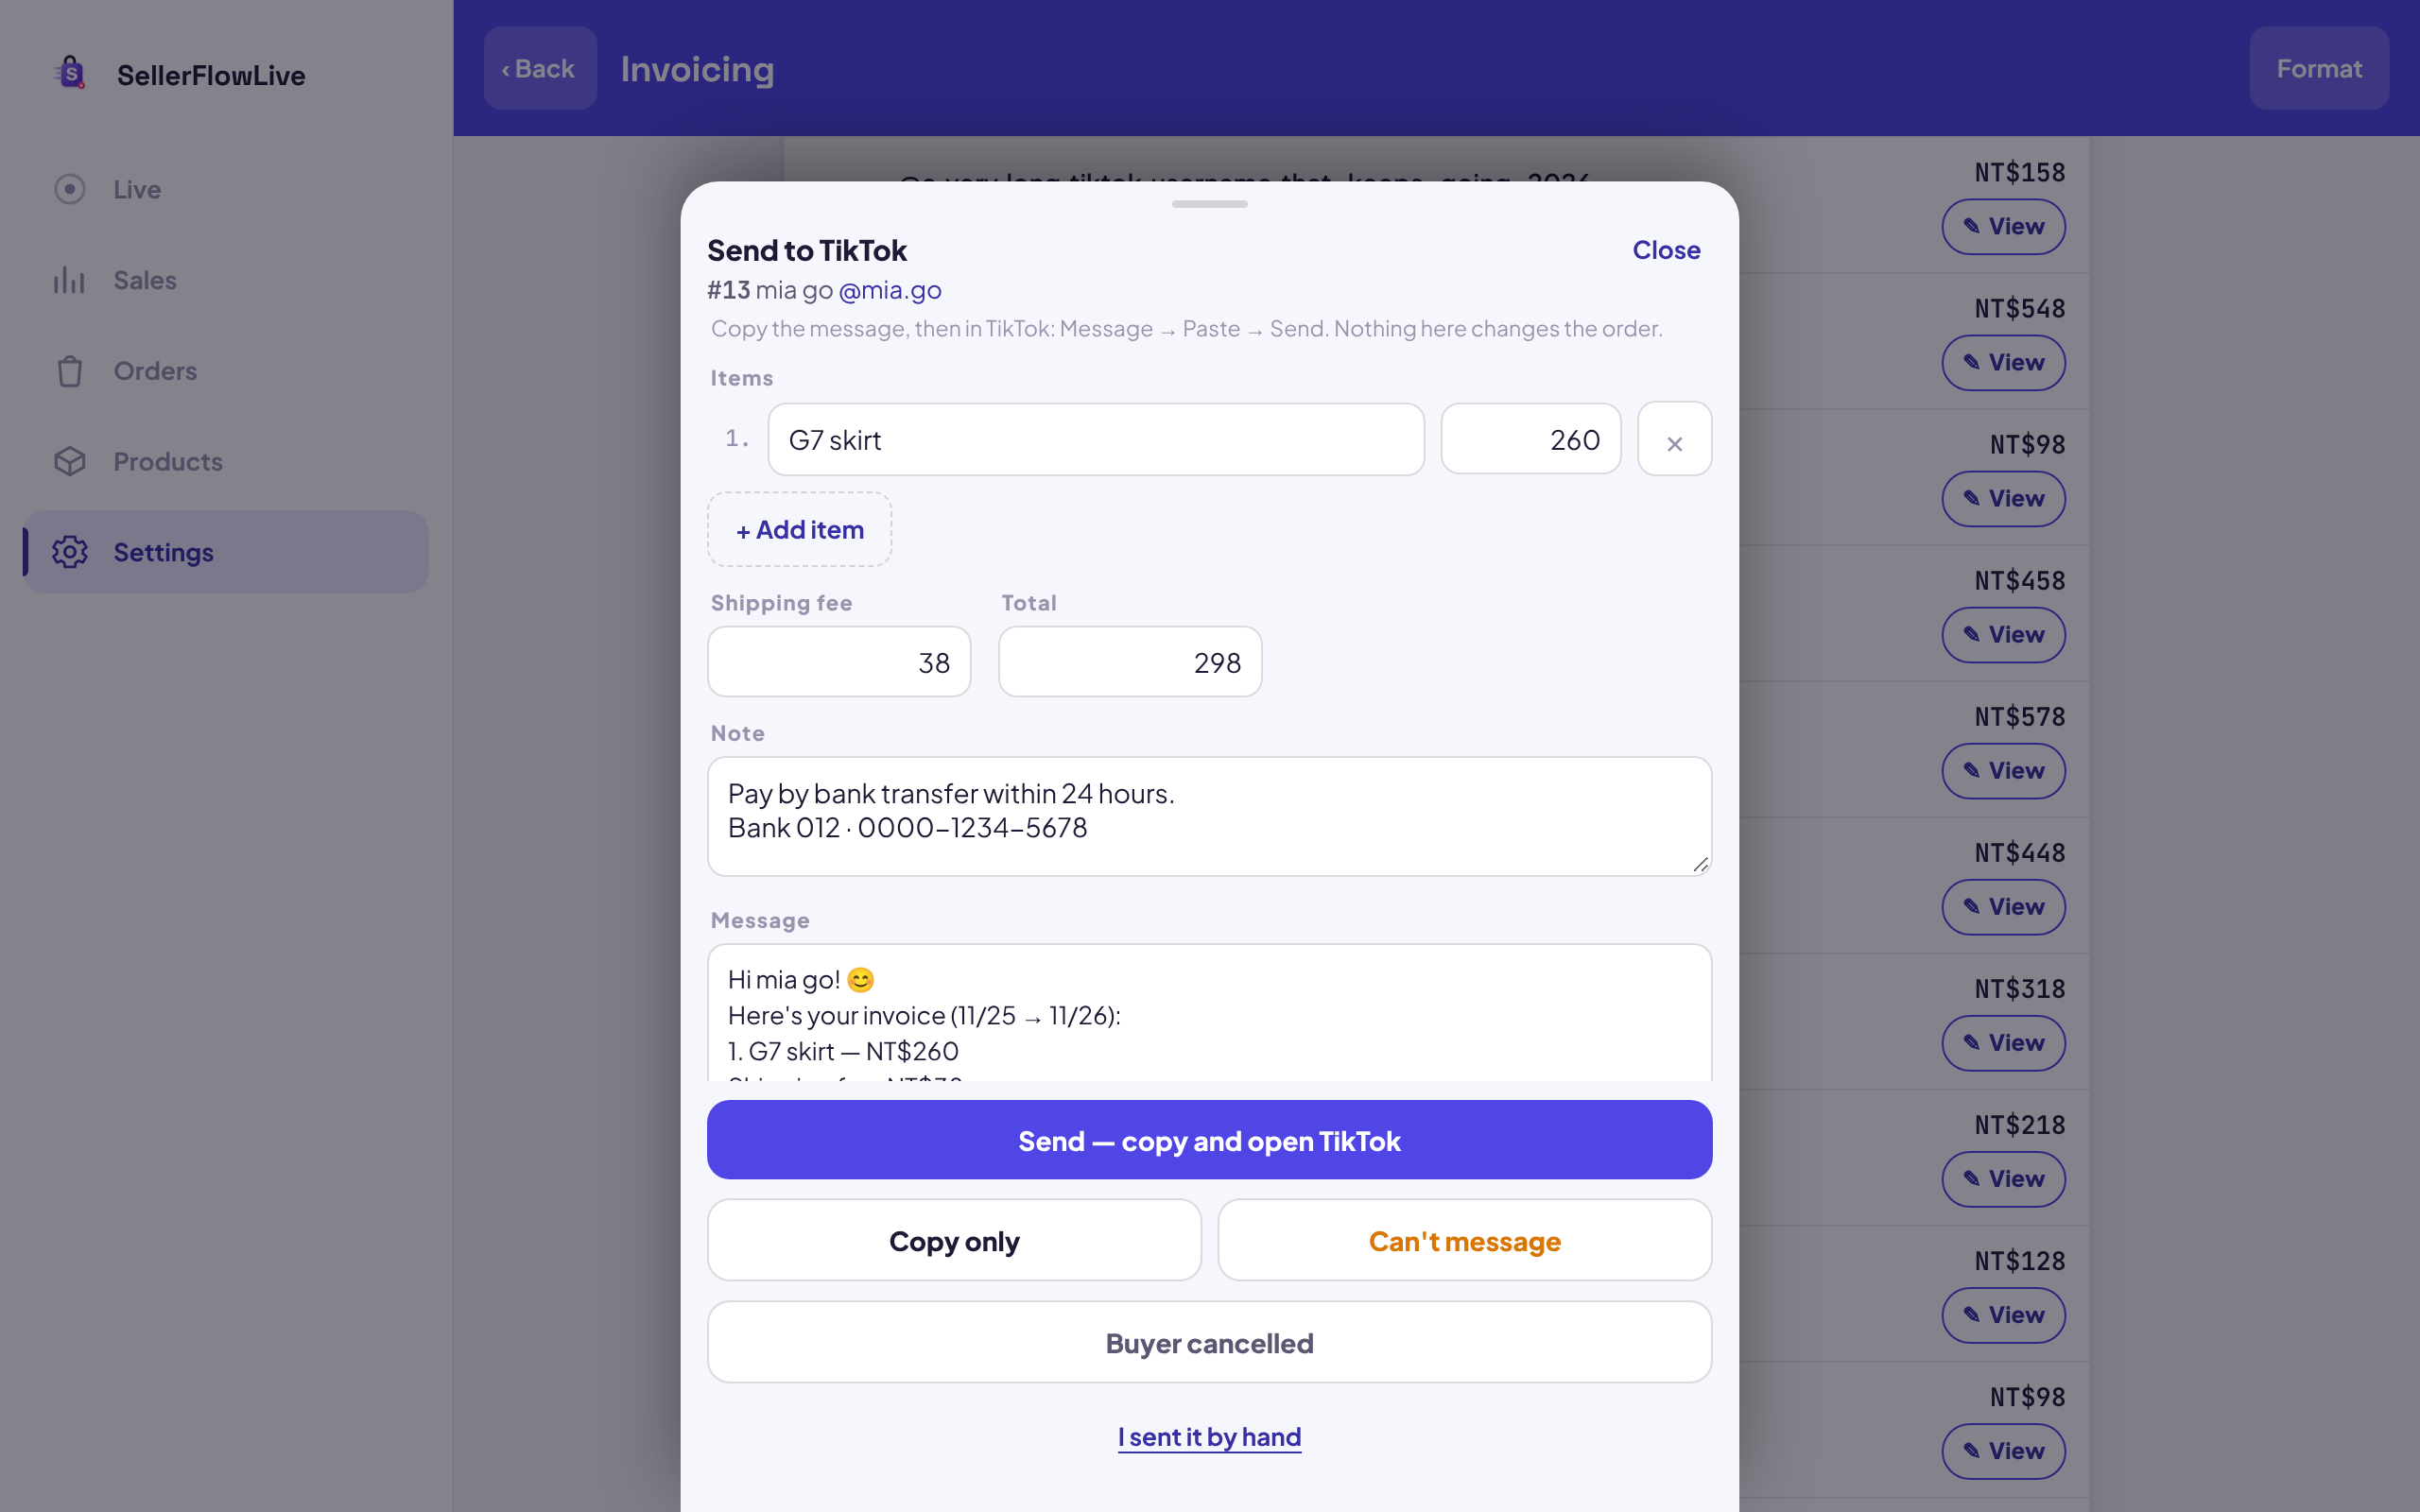 SellerFlowLive
Live
Sales
Orders
Products
Settings
‹ Back
Invoicing
Format
Send to TikTok
Close
#13 mia go @mia.go
Copy the message, then in TikTok: Message → Paste → Send. Nothing here changes the order.
Items
1.
G7 skirt
260
×
+ Add item
Shipping fee
Total
38
298
Note
Pay by bank transfer within 24 hours.
Bank 012 · 0000-1234-5678
Message
Hi mia go! 😊
Here's your invoice (11/25 → 11/26):
1. G7 skirt — NT$260
Send — copy and open TikTok
Copy only
Can't message
Buyer cancelled
I sent it by hand
NT$158
✎ View
NT$548
✎ View
NT$98
✎ View
NT$458
✎ View
NT$578
✎ View
NT$448
✎ View
NT$318
✎ View
NT$218
✎ View
NT$128
✎ View
NT$98
✎ View